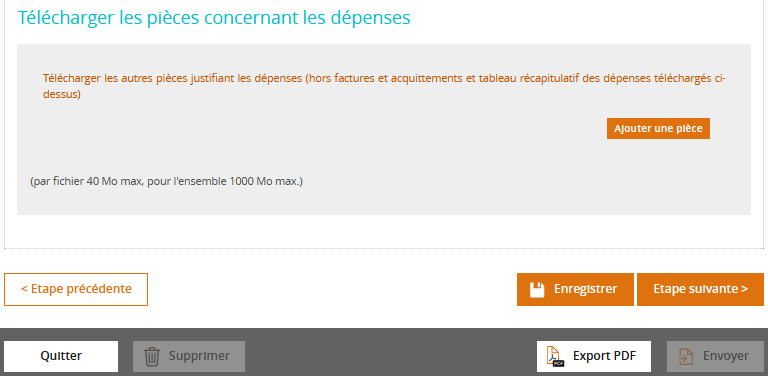 Télécharger les pièces concernant les dépenses
Télécharger les autres pièces justifiant les dépenses (hors factures et acquittements et tableau récapitulatif des dépenses téléchargés ci-
dessus)
Ajouter une pièce
(par fichier 40 Mo max, pour l'ensemble 1000 Mo max.)
< Etape précédente
Enregistrer
Etape suivante >
Quitter
Supprimer
PDF
Export PDF
Envoyer